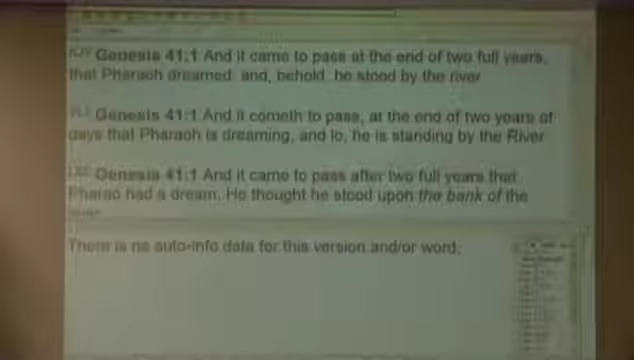 KJV Genesis 41:1 And it came to pass at the end of two full years,
that Pharaoh dreamed: and, behold, he stood by the river
YLT Genesis 41:1 And it cometh to pass, at the end of two years of
days that Pharaoh is dreaming, and lo, he is standing by the River
Genesis 41:1 And it came to pass after two full years that
Pharao had a dream. He thought he stood upon the bank of the
There is no auto-info data for this version and/or word.